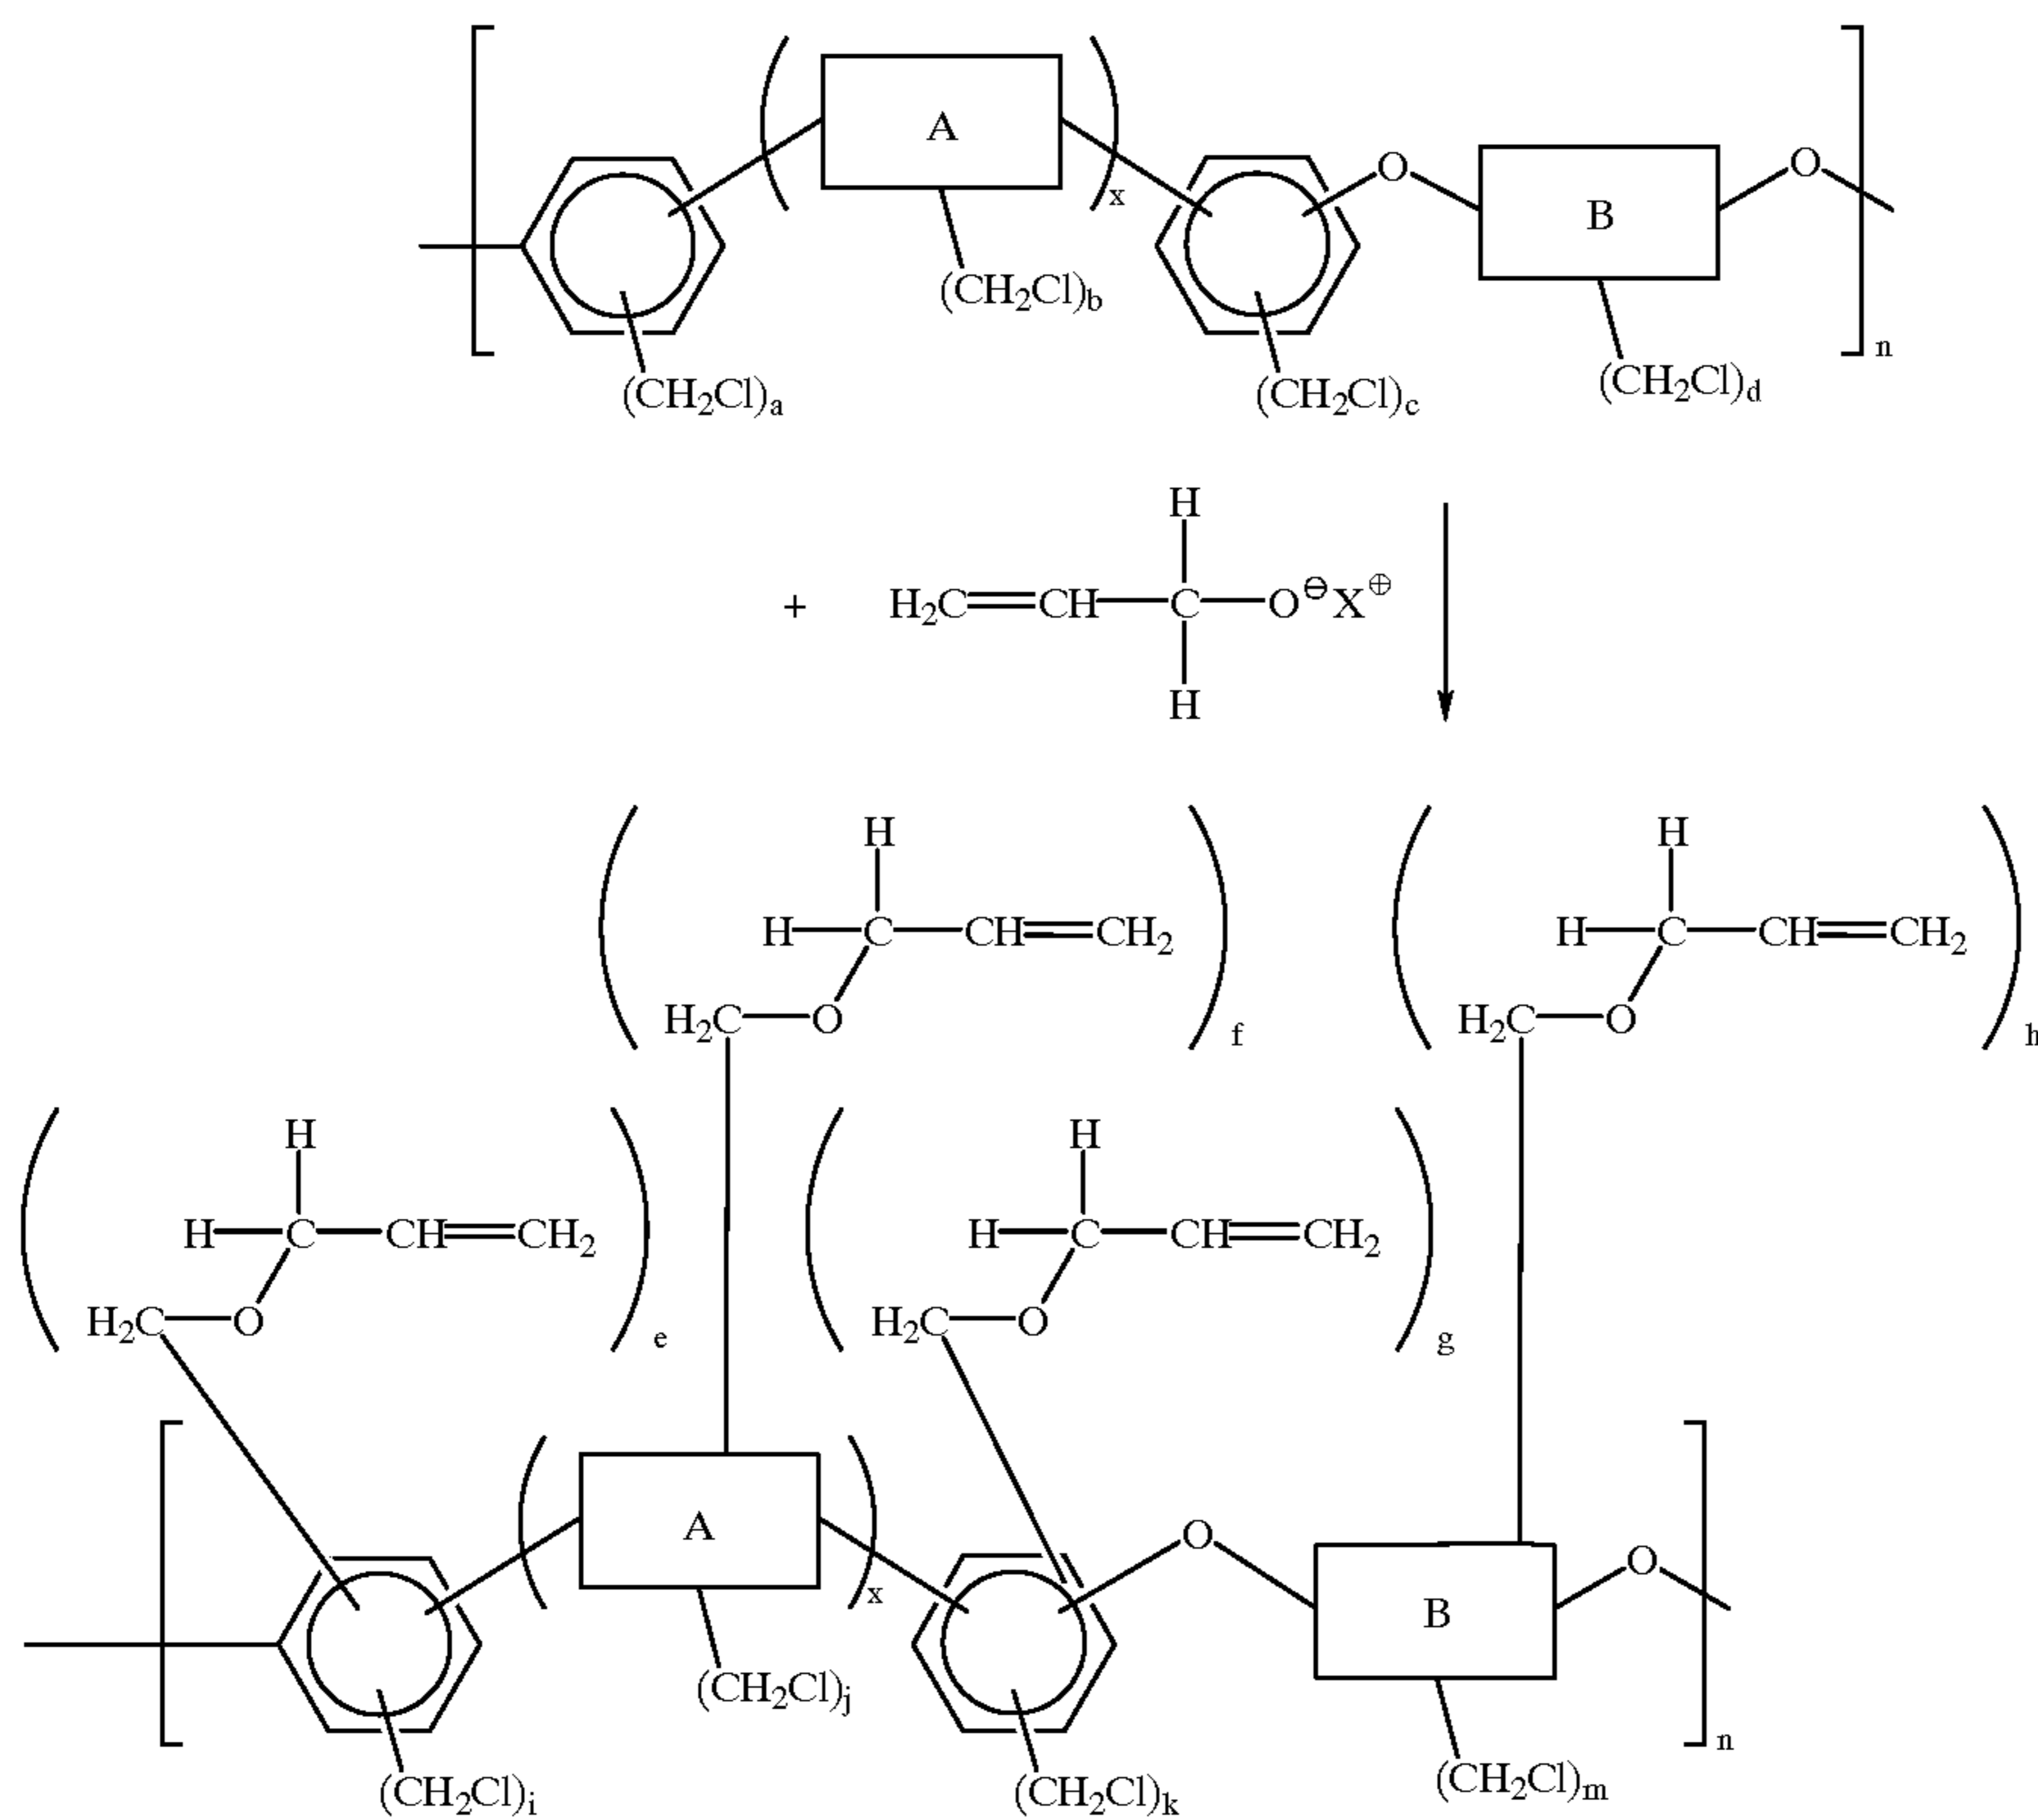 A
x
O
B
O
n
(CH2Cl)a
(CH2Cl)b
(CH2Cl)c
(CH2Cl)d
H
+ H2C=CH—C—O⊖X⊕
H
H
H—C—CH=CH2
H2C—O
f
H
H—C—CH=CH2
H2C—O
h
H
H—C—CH=CH2
H2C—O
e
H
H—C—CH=CH2
H2C—O
g
A
x
O
B
O
n
(CH2Cl)i
(CH2Cl)j
(CH2Cl)k
(CH2Cl)m